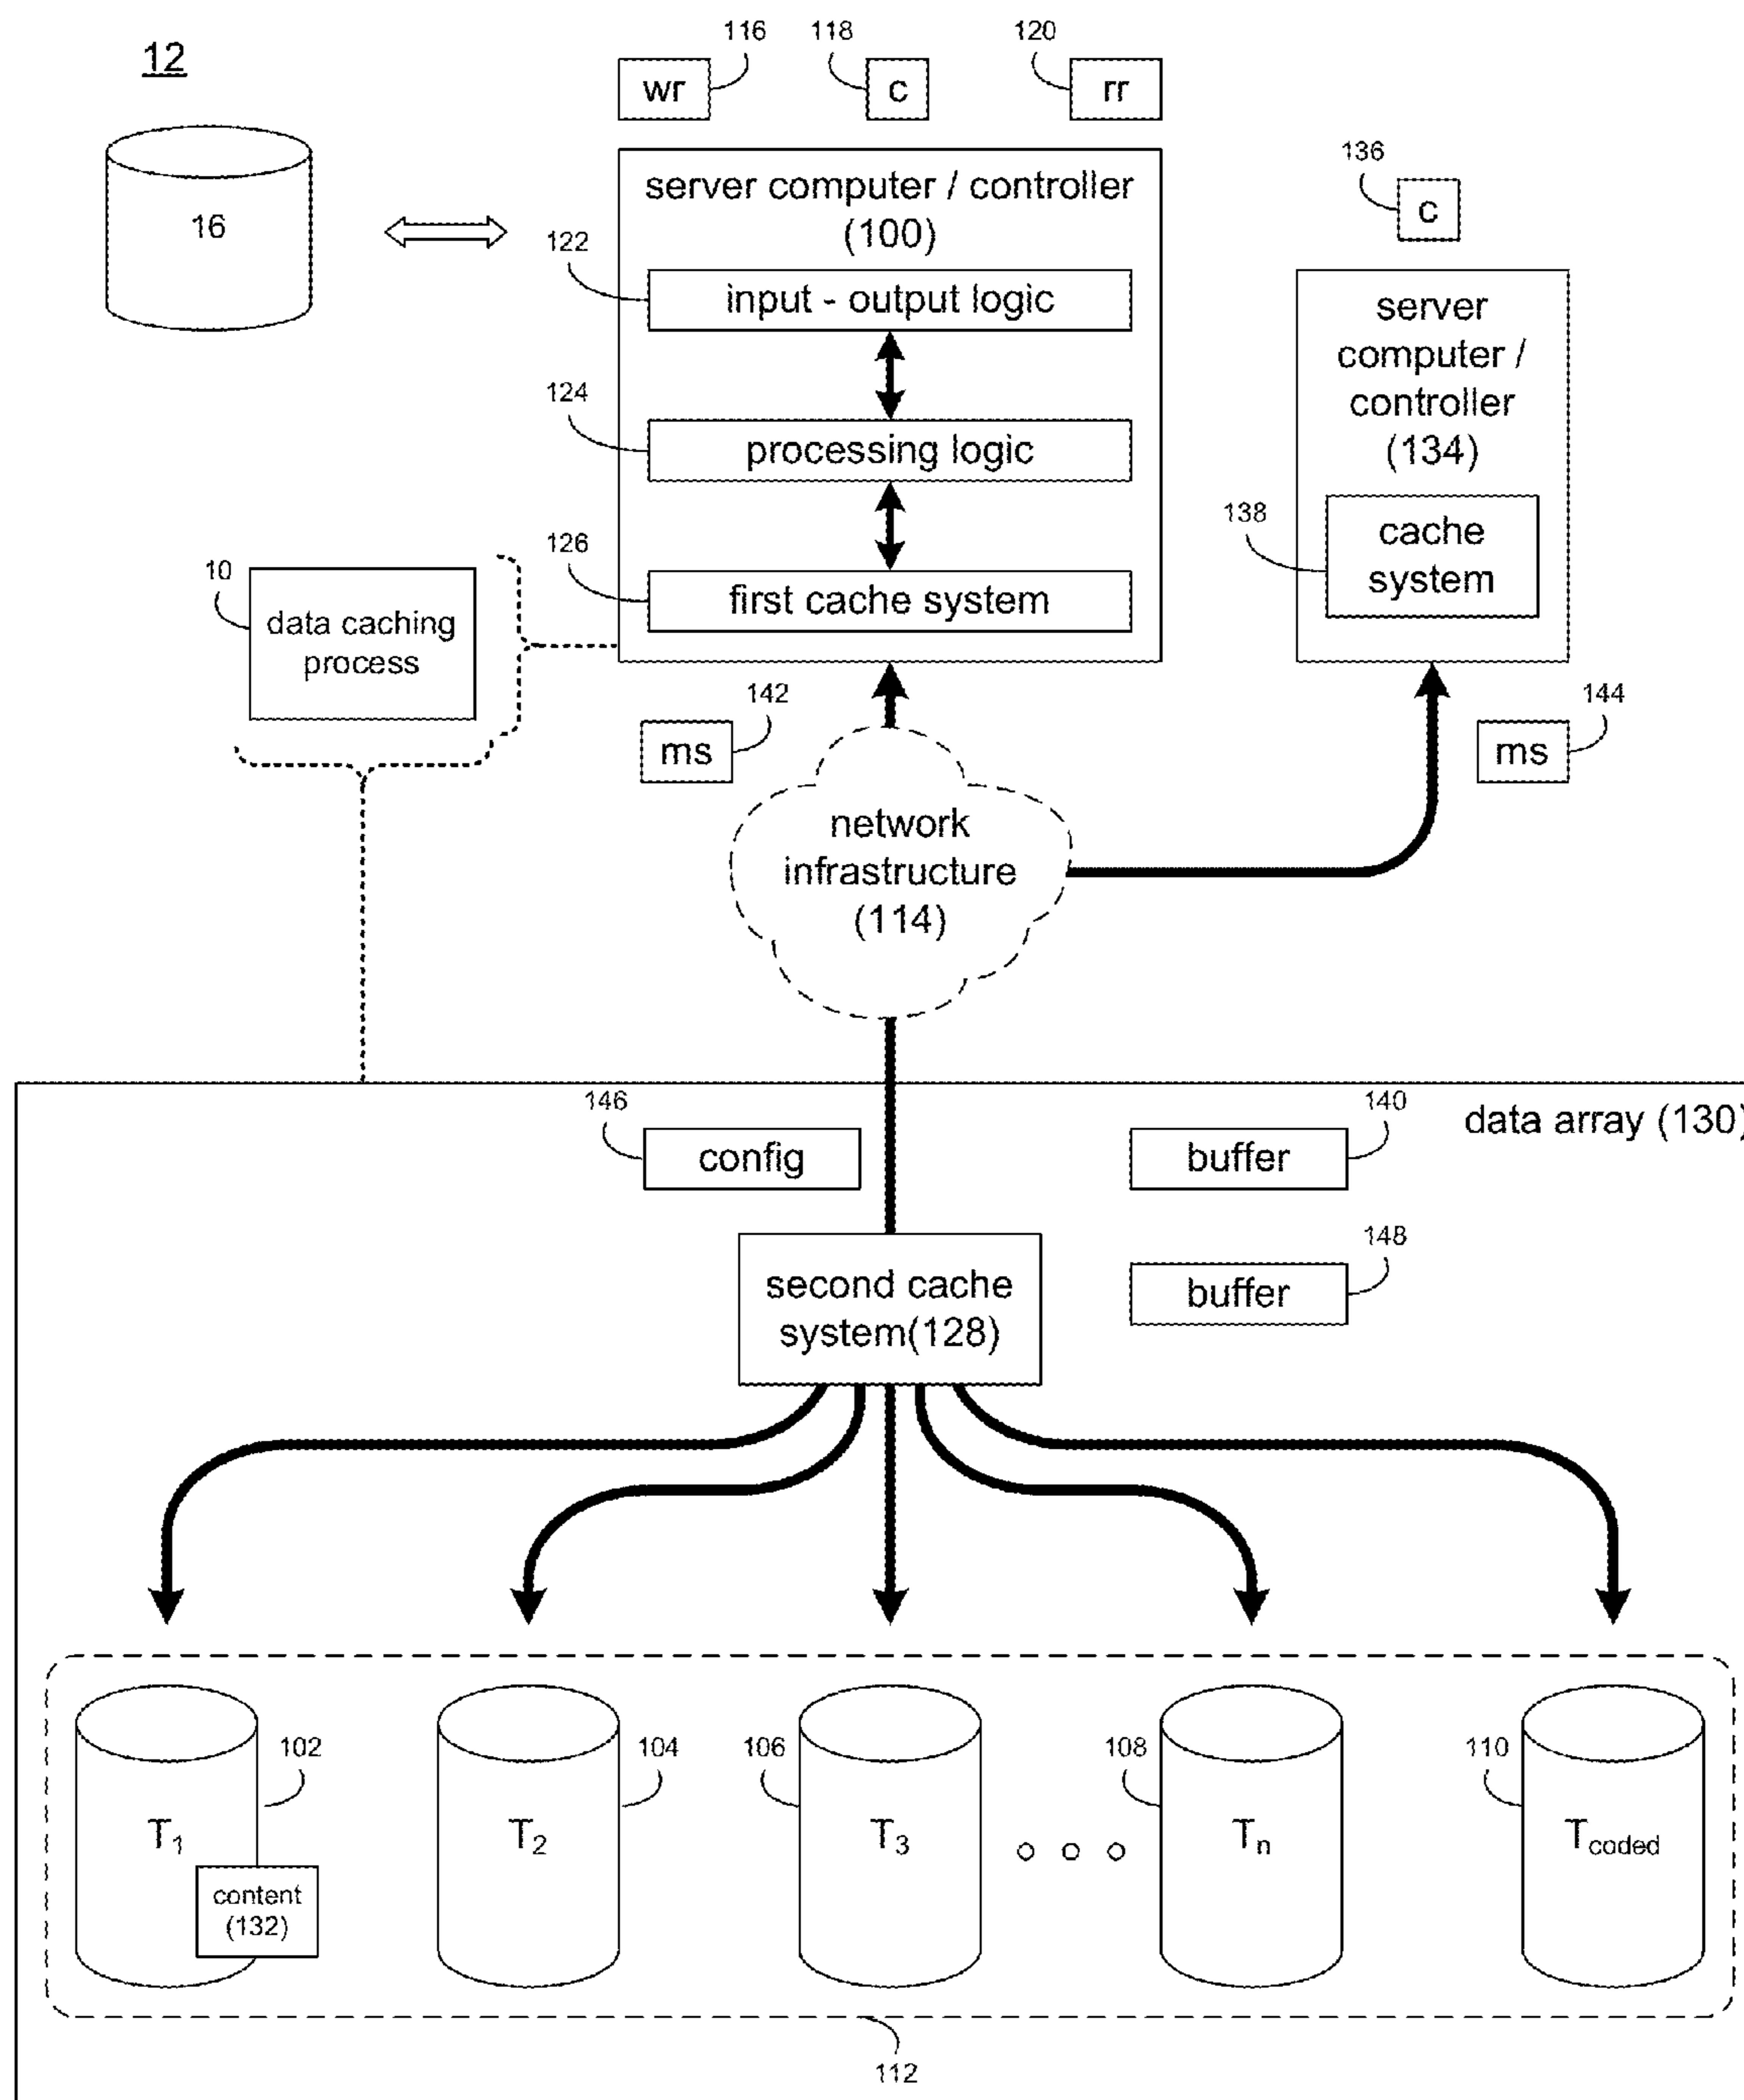 12
116
118
120
wr
c
rr
16
server computer / controller
(100)
122
input - output logic
124
processing logic
126
first cache system
136
c
server
computer /
controller
(134)
138
cache
system
10
data caching
process
142
ms
144
ms
network
infrastructure
(114)
data array (130)
146
config
140
buffer
second cache
system(128)
148
buffer
102
104
106
108
110
T1
T2
T3
Tn
Tcoded
content
(132)
112